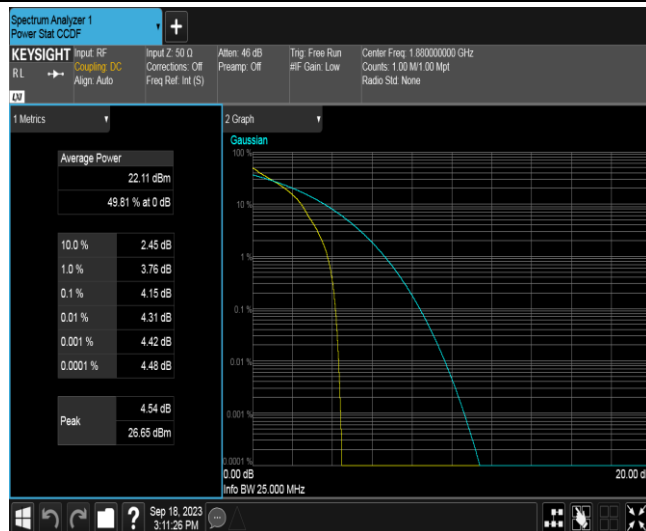 Spectrum Analyzer 1
Power Stat CCDF
+
KEYSIGHT Input: RF
RL Coupling: DC
Align: Auto
Input Z: 50 Ω
Corrections: Off
Freq Ref: Int (S)
Atten: 46 dB
Preamp: Off
Trig: Free Run
#IF Gain: Low
Center Freq: 1.880000000 GHz
Counts: 1.00 M/1.00 Mpt
Radio Std: None
1 Metrics
Average Power
22.11 dBm
49.81 % at 0 dB
10.0 % 2.45 dB
1.0 % 3.76 dB
0.1 % 4.15 dB
0.01 % 4.31 dB
0.001 % 4.42 dB
0.0001 % 4.48 dB
Peak
4.54 dB
26.65 dBm
2 Graph
Gaussian
100 %
10 %
1 %
0.1 %
0.01 %
0.001 %
0.0001 %
0.00 dB
20.00 d
Info BW 25.000 MHz
?
Sep 18, 2023
3:11:26 PM